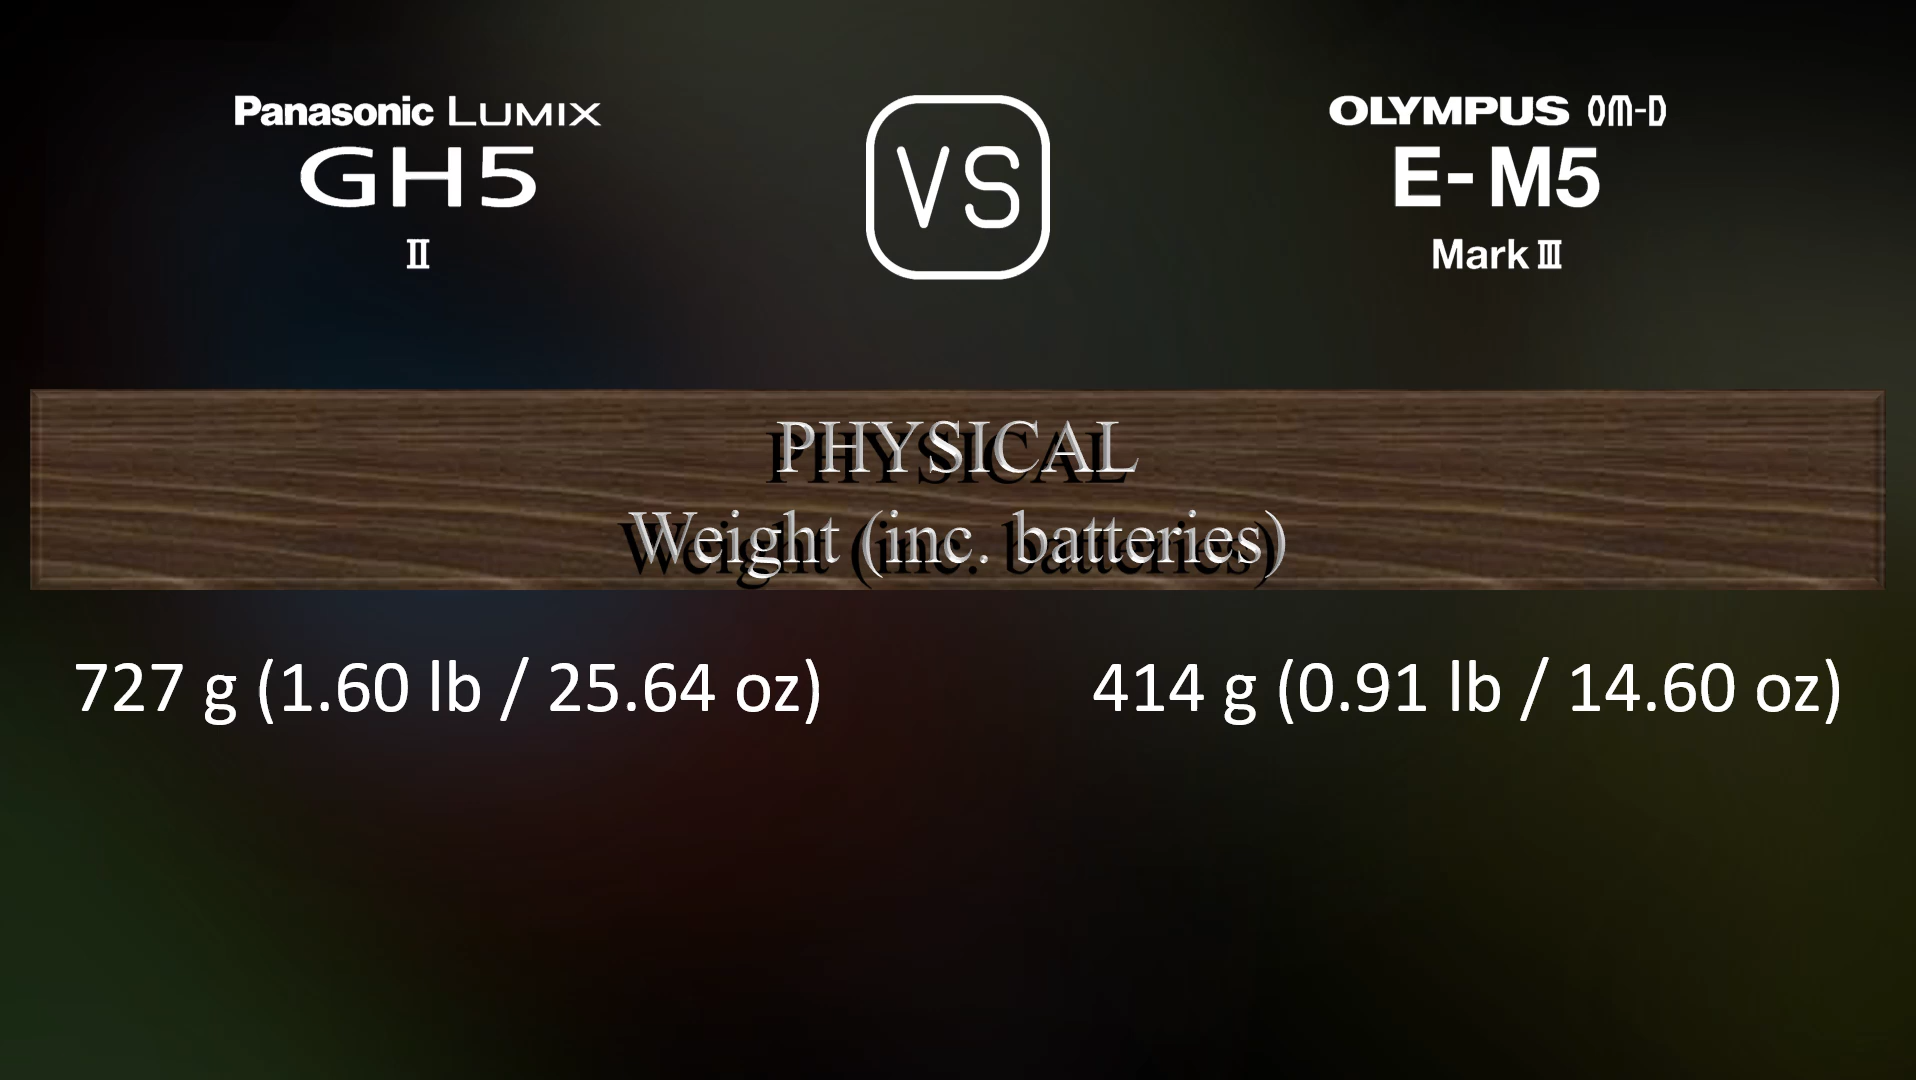 Panasonic LUMIX
GH5
II
VS
OLYMPUS OM-D
E-M5
Mark III
PHYSICAL
Weight (inc. batteries)
727 g (1.60 lb / 25.64 oz)
414 g (0.91 lb / 14.60 oz)